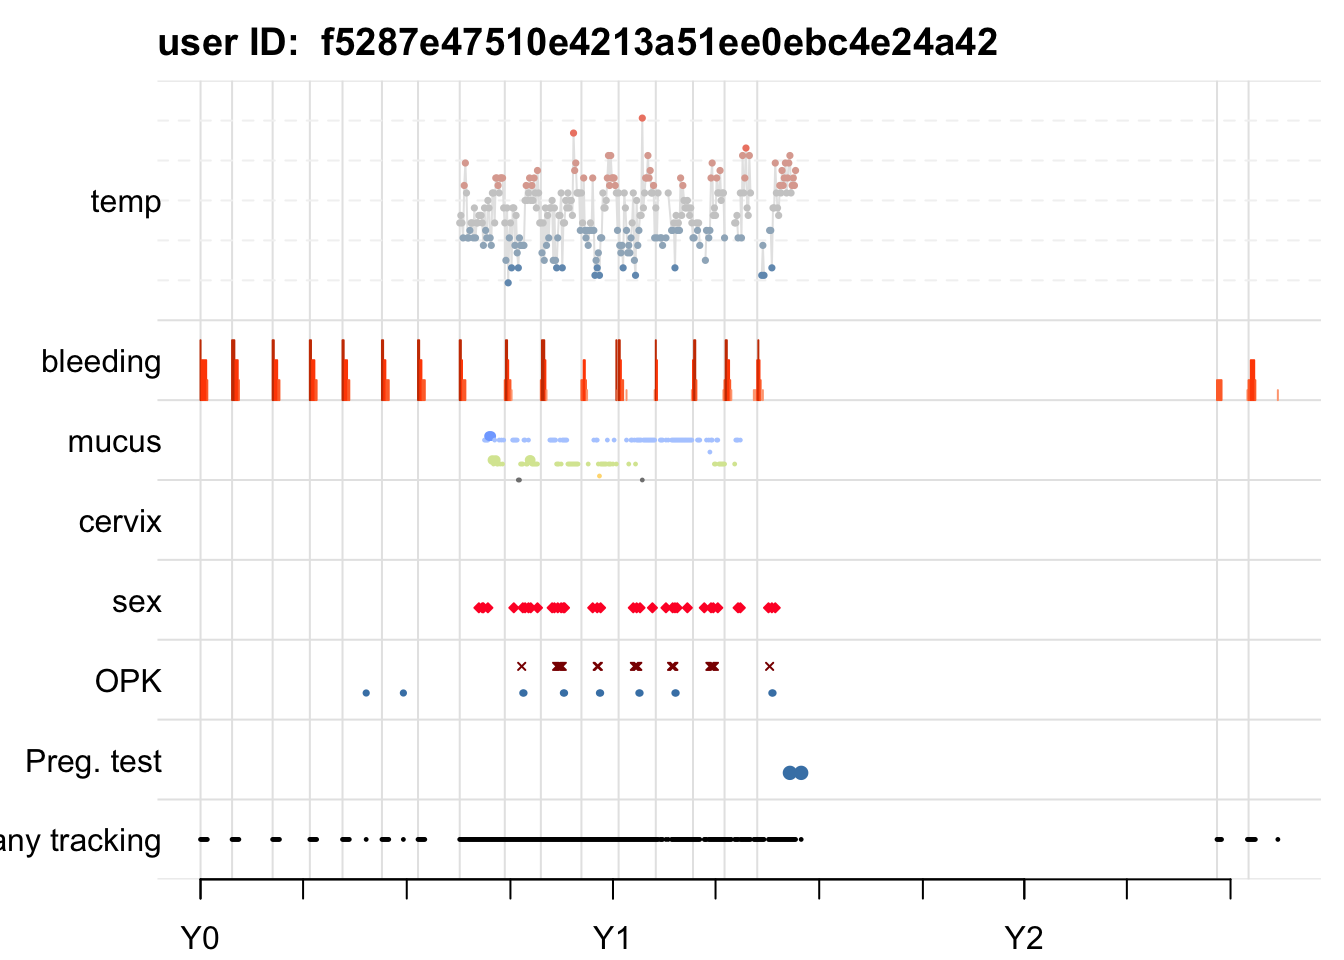 user ID:  f5287e47510e4213a51ee0ebc4e24a42
temp
bleeding
mucus
cervix
sex
OPK
Preg. test
any tracking
Y0 Y1 Y2